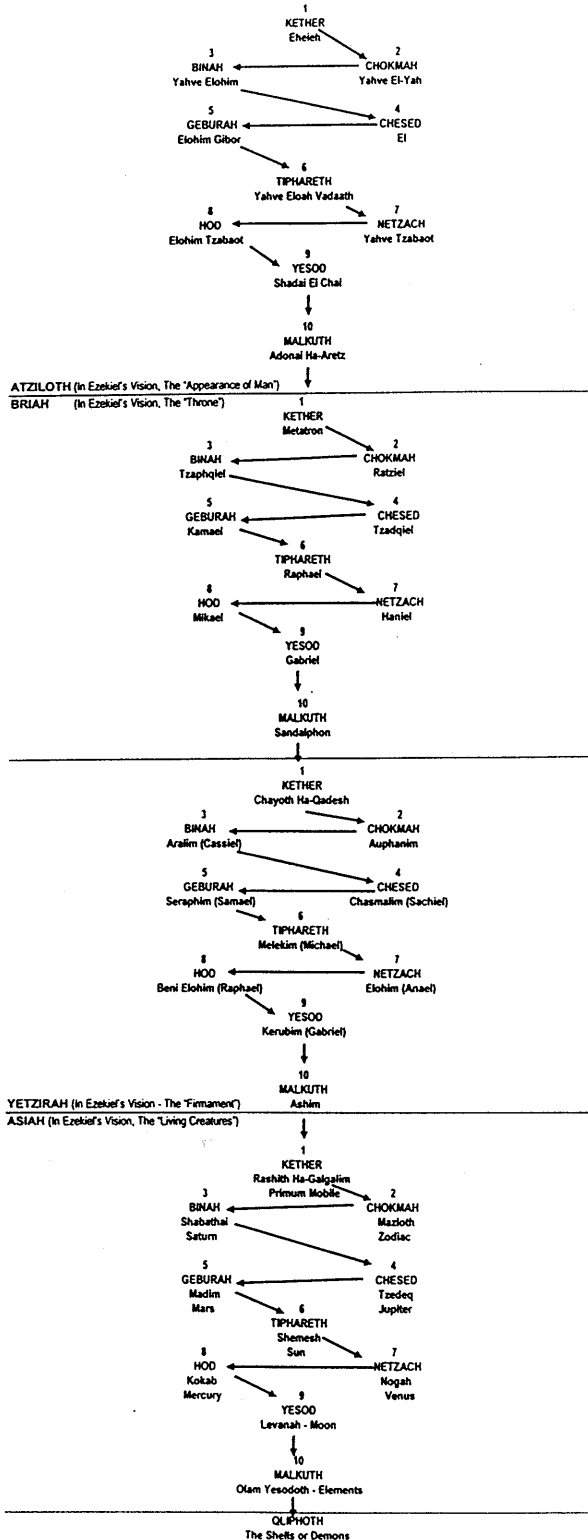 1
KETHER
Eheieh
3 2
BINAH CHOKMAH
Yahve Elohim Yahve El-Yah
5 4
GEBURAH CHESED
Elohim Gibor El
6
TIPHARETH
Yahve Eloah Vadaath
8 7
HOD NETZACH
Elohim Tzabaot Yahve Tzabaot
9
YESOD
Shadai El Chai
10
MALKUTH
Adonai Ha-Aretz
ATZILOTH (In Ezekiel's Vision, The "Appearance of Man")
BRIAH (In Ezekiel's Vision, The "Throne")
1
KETHER
Metatron
3 2
BINAH CHOKMAH
Tzaphqiel Ratziel
5 4
GEBURAH CHESED
Kamael Tzadqiel
6
TIPHARETH
Raphael
8 7
HOD NETZACH
Mikael Haniel
9
YESOD
Gabriel
10
MALKUTH
Sandalphon
1
KETHER
Chayoth Ha-Qadesh
3 2
BINAH CHOKMAH
Aralim (Cassiel) Auphanim
5 4
GEBURAH CHESED
Seraphim (Samael) Chasmalim (Sachiel)
6
TIPHARETH
Melekim (Michael)
8 7
HOD NETZACH
Beni Elohim (Raphael) Elohim (Anael)
9
YESOD
Kerubim (Gabriel)
10
MALKUTH
Ashim
YETZIRAH (In Ezekiel's Vision - The "Firmament")
ASIAH (In Ezekiel's Vision, The "Living Creatures")
1
KETHER
Rashith Ha-Galgalim
Primum Mobile
3 2
BINAH CHOKMAH
Shabathai Mazloth
Saturn Zodiac
5 4
GEBURAH CHESED
Madim Tzedeq
Mars Jupiter
6
TIPHARETH
Shemesh
Sun
8 7
HOD NETZACH
Kokab Nogah
Mercury Venus
9
YESOD
Levanah - Moon
10
MALKUTH
Olam Yesodoth - Elements
QLIPHOTH
The Shells or Demons